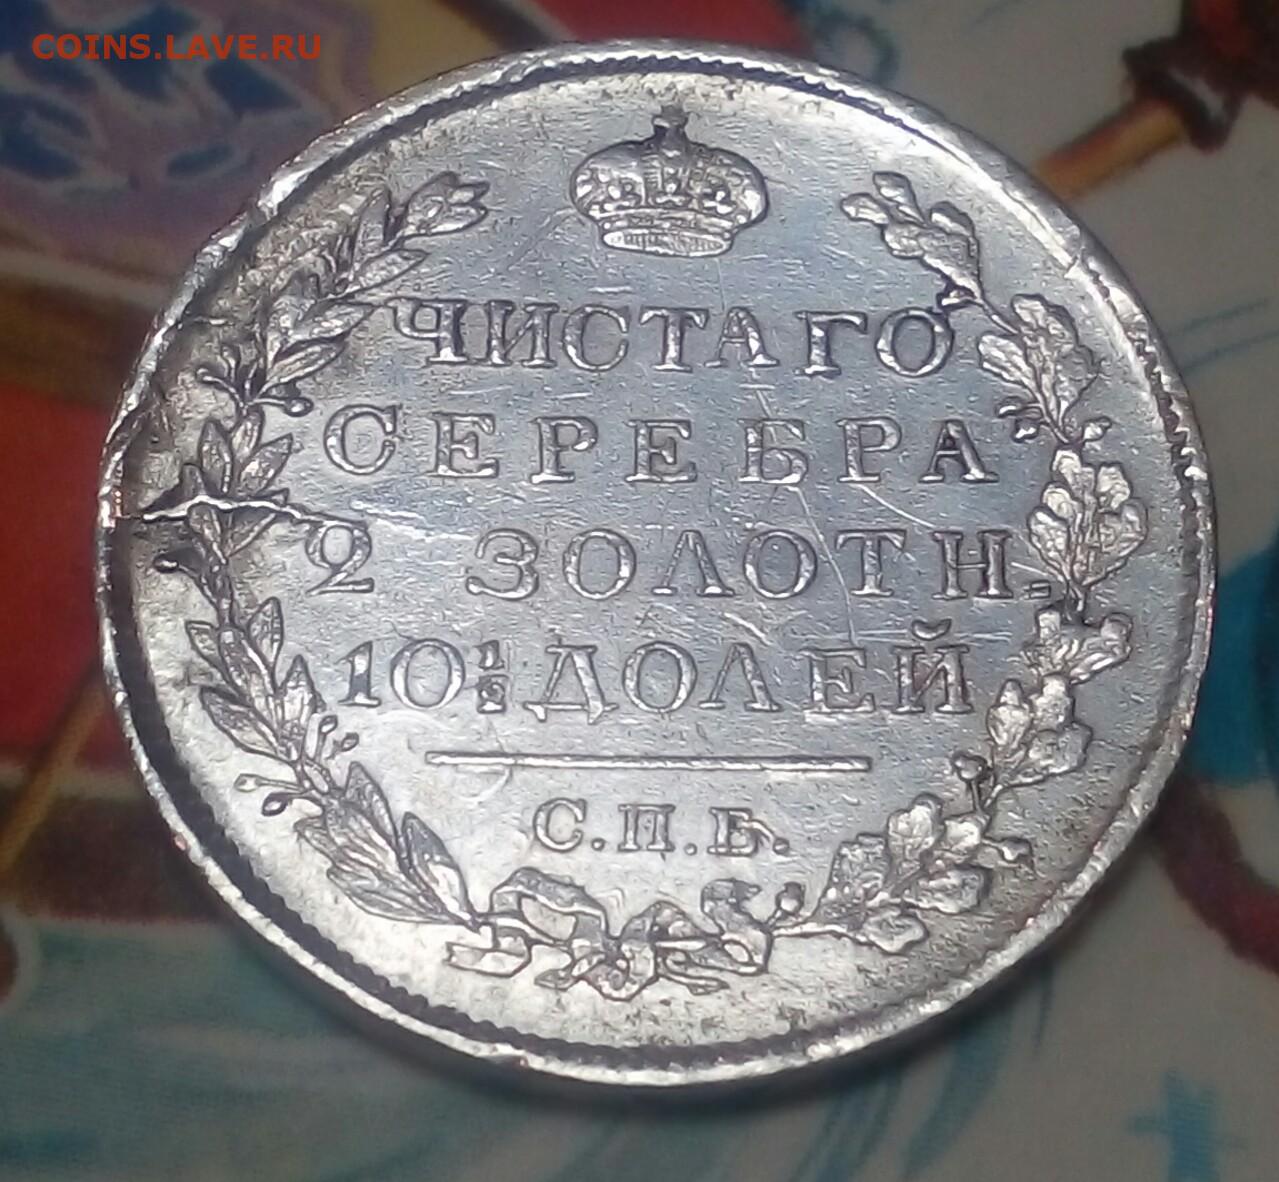 COINS.LAVE.RU
ЧИСТАГО
СЕРЕБРА
2 ЗОЛОТН.
10½ ДОЛЕЙ
С.П.Б.